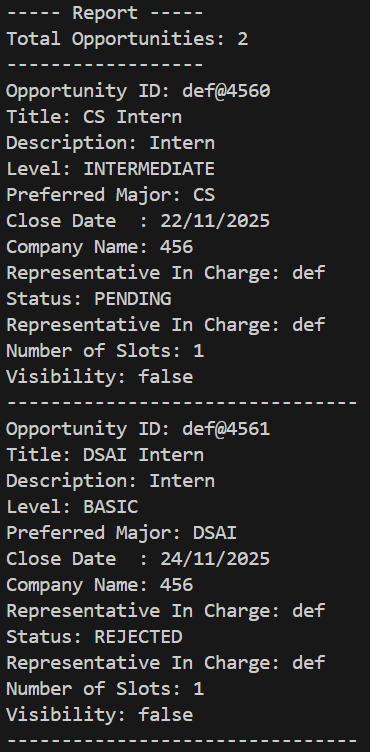 ----- Report -----
Total Opportunities: 2
------------------
Opportunity ID: def@4560
Title: CS Intern
Description: Intern
Level: INTERMEDIATE
Preferred Major: CS
Close Date  : 22/11/2025
Company Name: 456
Representative In Charge: def
Status: PENDING
Representative In Charge: def
Number of Slots: 1
Visibility: false
--------------------------------
Opportunity ID: def@4561
Title: DSAI Intern
Description: Intern
Level: BASIC
Preferred Major: DSAI
Close Date  : 24/11/2025
Company Name: 456
Representative In Charge: def
Status: REJECTED
Representative In Charge: def
Number of Slots: 1
Visibility: false
--------------------------------